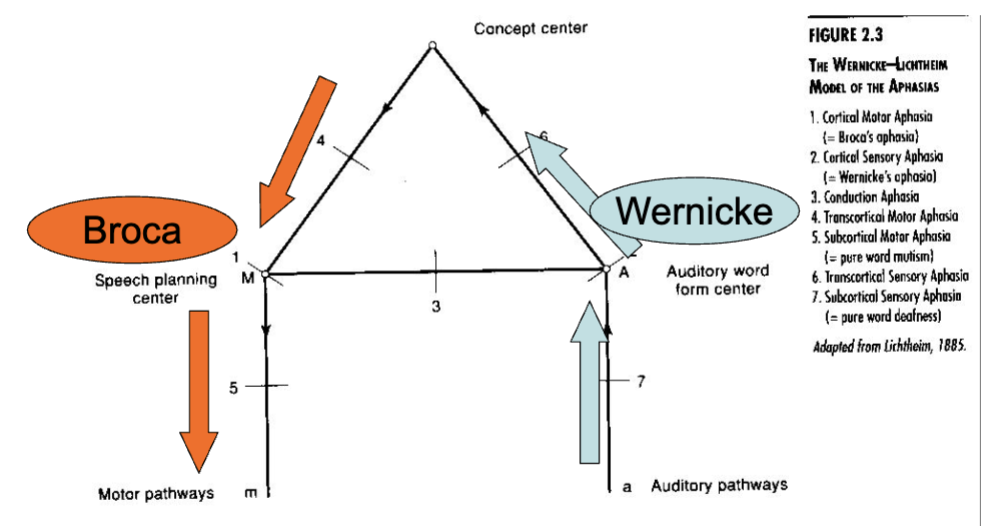 Concept center
4
6
Broca
Wernicke
1
M
Speech planning
center
3
A
Auditory word
form center
5
7
Motor pathways
m
a
Auditory pathways
FIGURE 2.3
THE WERNICKE–LICHTHEIM
MODEL OF THE APHASIAS
1. Cortical Motor Aphasia
(= Broca's aphasia)
2. Cortical Sensory Aphasia
(= Wernicke's aphasia)
3. Conduction Aphasia
4. Transcortical Motor Aphasia
5. Subcortical Motor Aphasia
(= pure word mutism)
6. Transcortical Sensory Aphasia
7. Subcortical Sensory Aphasia
(= pure word deafness)
Adapted from Lichtheim, 1885.